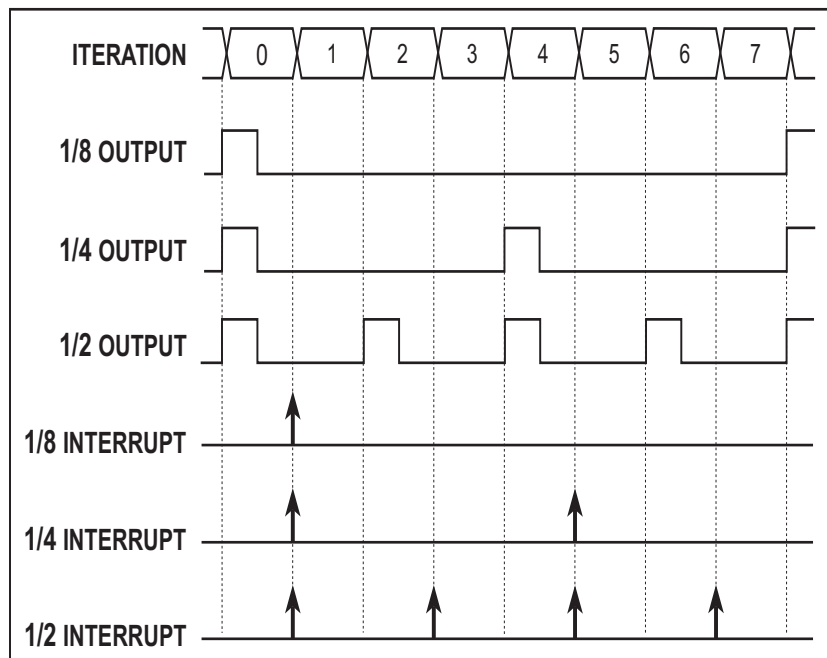 ITERATION 0 1 2 3 4 5 6 7
1/8 OUTPUT
1/4 OUTPUT
1/2 OUTPUT
1/8 INTERRUPT
1/4 INTERRUPT
1/2 INTERRUPT